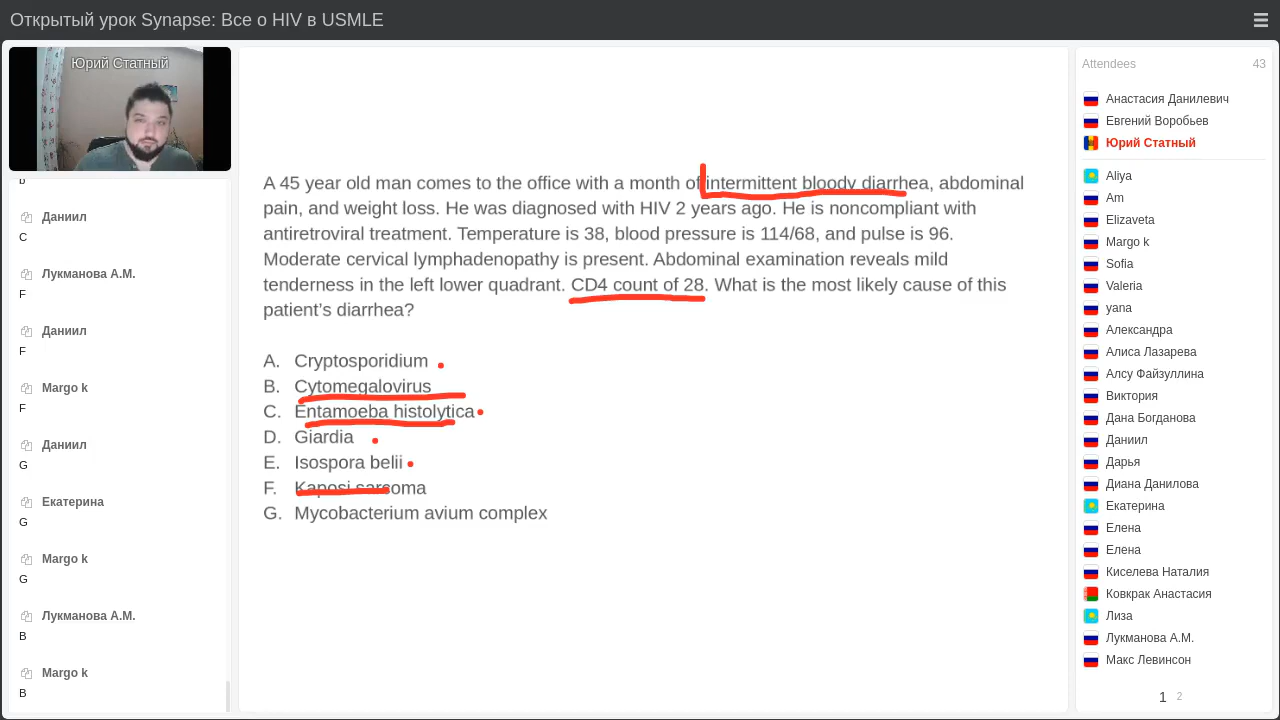 Открытый урок Synapse: Все о HIV в USMLE
Юрий Статный
Даниил
C
Лукманова А.М.
F
Даниил
F
Margo k
F
Даниил
G
Екатерина
G
Margo k
G
Лукманова А.М.
B
Margo k
B
A 45 year old man comes to the office with a month of intermittent bloody diarrhea, abdominal
pain, and weight loss. He was diagnosed with HIV 2 years ago. He is noncompliant with
antiretroviral treatment. Temperature is 38, blood pressure is 114/68, and pulse is 96.
Moderate cervical lymphadenopathy is present. Abdominal examination reveals mild
tenderness in the left lower quadrant. CD4 count of 28. What is the most likely cause of this
patient’s diarrhea?
A. Cryptosporidium
B. Cytomegalovirus
C. Entamoeba histolytica
D. Giardia
E. Isospora belii
F. Kaposi sarcoma
G. Mycobacterium avium complex
Attendees 43
Анастасия Данилевич
Евгений Воробьев
Юрий Статный
Aliya
Am
Elizaveta
Margo k
Sofia
Valeria
yana
Александра
Алиса Лазарева
Алсу Файзуллина
Виктория
Дана Богданова
Даниил
Дарья
Диана Данилова
Екатерина
Елена
Елена
Киселева Наталия
Ковкрак Анастасия
Лиза
Лукманова А.М.
Макс Левинсон
1 2